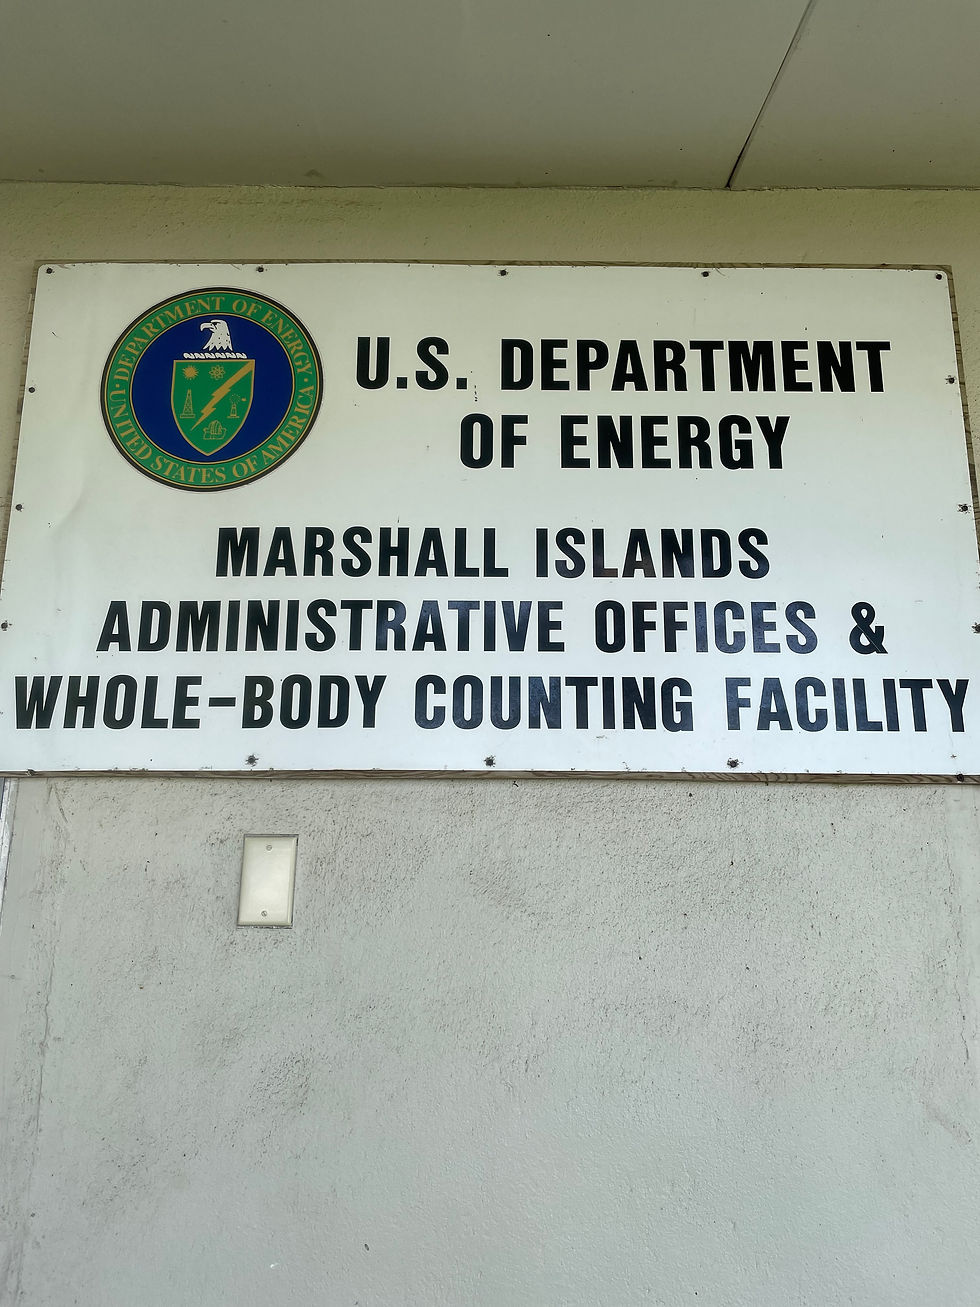 DEPARTMENT OF ENERGY
UNITED STATES OF AMERICA
U.S. DEPARTMENT
OF ENERGY
MARSHALL ISLANDS
ADMINISTRATIVE OFFICES &
WHOLE-BODY COUNTING FACILITY